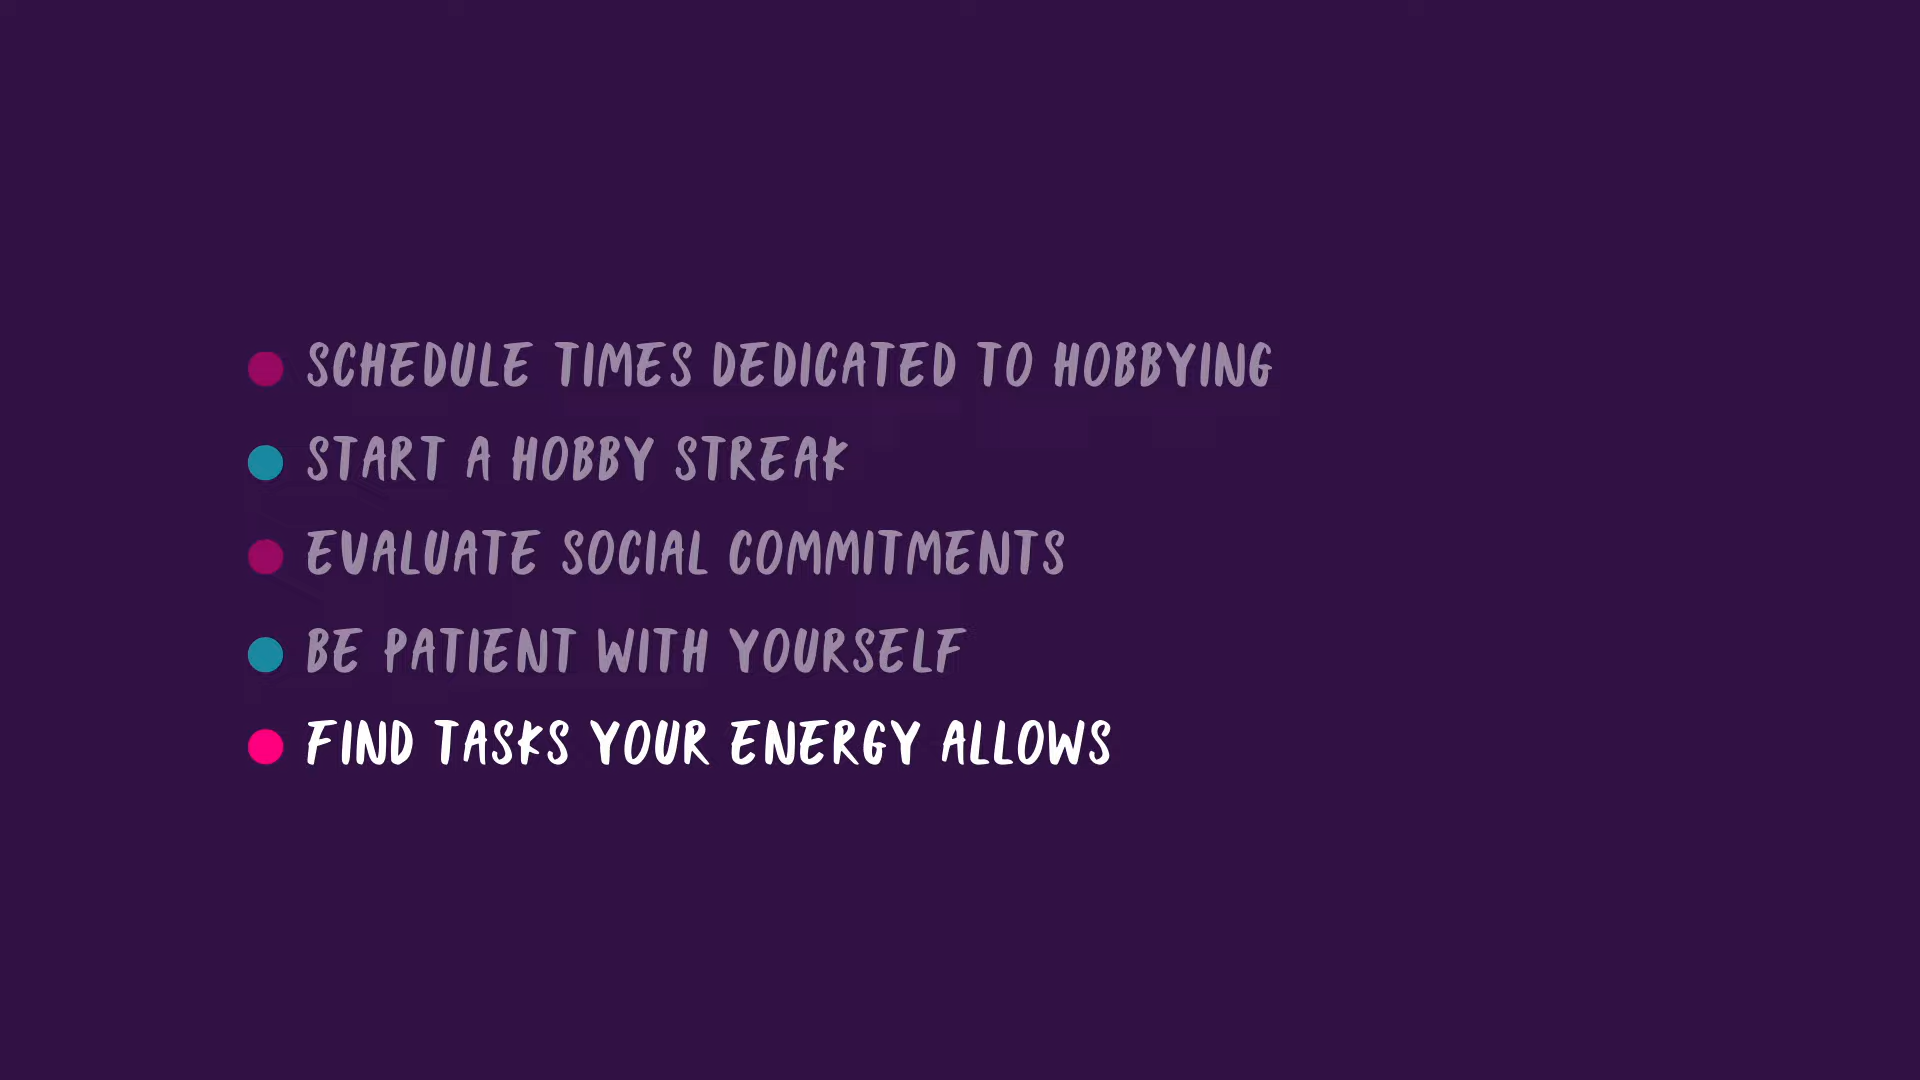 SCHEDULE TIMES DEDICATED TO HOBBYING
START A HOBBY STREAK
EVALUATE SOCIAL COMMITMENTS
BE PATIENT WITH YOURSELF
FIND TASKS YOUR ENERGY ALLOWS